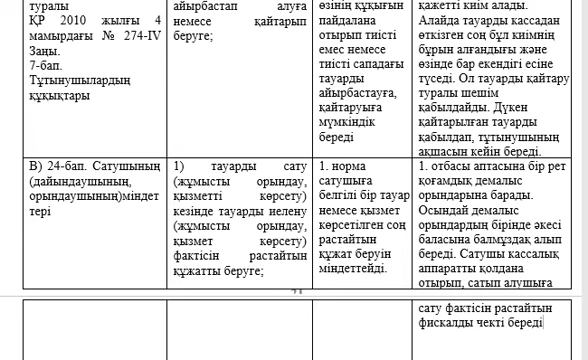 туралы
ҚР 2010 жылғы 4
мамырдағы № 274-IV
Заңы.
7-бап.
Тұтынушылардың
құқықтары
айырбастап алуға
немесе қайтарып
беруге;
өзінің құқығын
пайдалана
отырып тиісті
емес немесе
тиісті сападағы
тауарды
айырбастауға,
қайтаруыға
мүмкіндік
береді
қажетті киім алады.
Алайда тауарды кассадан
өткізген соң бұл киімнің
бұрын алғандығы және
өзінде бар екендігі есіне
түседі. Ол тауарды қайтару
туралы шешім
қабылдайды. Дүкен
қайтарылған тауарды
қабылдап, тұтынушының
ақшасын кейін береді.
В) 24-бап. Сатушының
(дайындаушының,
орындаушының)міндет
тері
1) тауарды сату
(жұмысты орындау,
қызметті көрсету)
кезінде тауарды иелену
(жұмысты орындау,
қызмет көрсету)
фактісін растайтын
құжатты беруге;
1. норма
сатушыға
белгілі бір тауар
немесе қызмет
көрсетілген соң
растайтын
құжат беруін
міндеттейді.
1. отбасы аптасына бір рет
қоғамдық демалыс
орындарына барады.
Осындай демалыс
орындардың бірінде әкесі
баласына балмұздақ алып
береді. Сатушы кассалық
аппаратты қолдана
отырып, сатып алушыға
сату фактісін растайтын
фискалды чекті береді